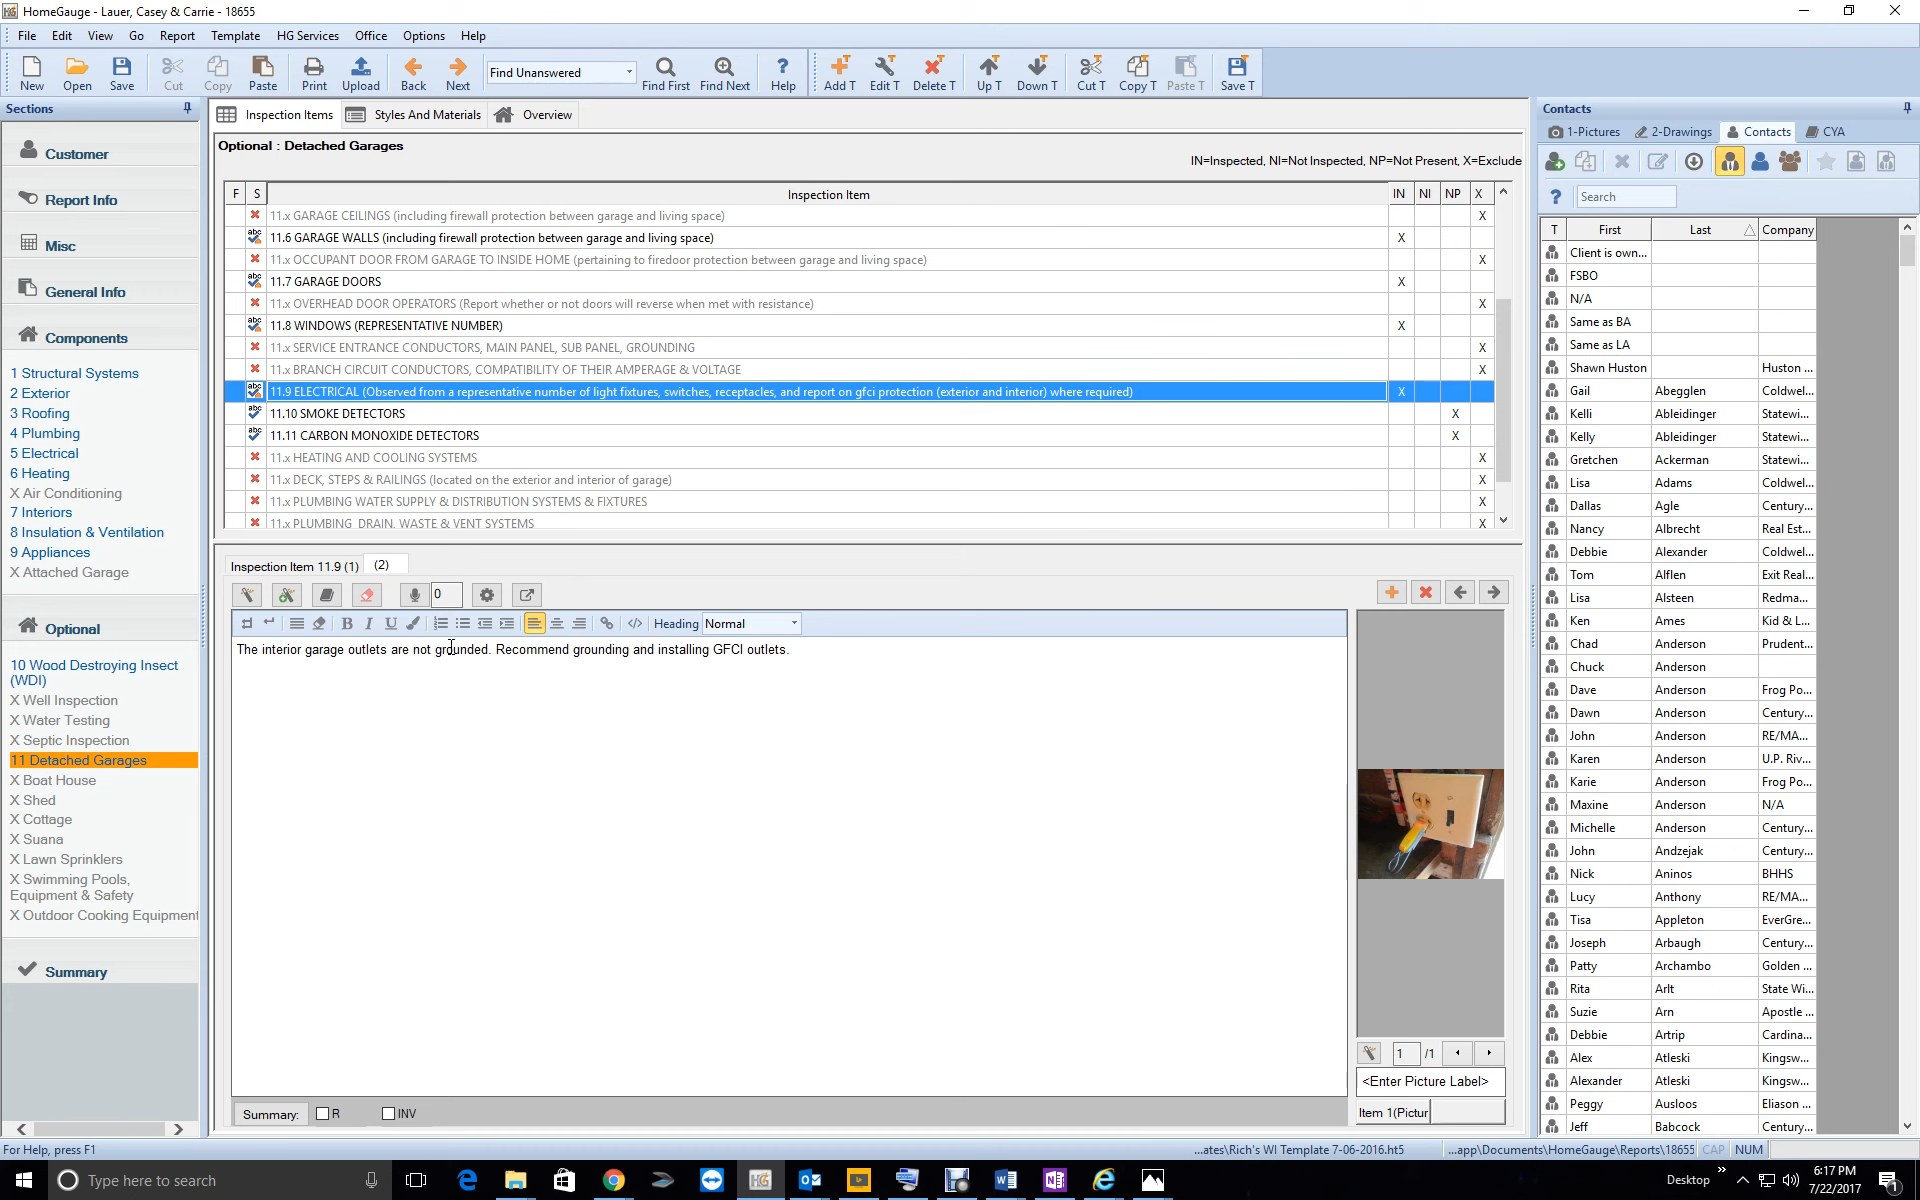 HomeGauge - Lauer, Casey & Carrie - 18655
File Edit View Go Report Template HG Services Office Options Help
New Open Save Cut Copy Paste Print Upload Back Next Find Unanswered Find First Find Next Help Add T Edit T Delete T Up T Down T Cut T Copy T Paste T Save T
Sections
Customer
Report Info
Misc
General Info
Components
1 Structural Systems
2 Exterior
3 Roofing
4 Plumbing
5 Electrical
6 Heating
X Air Conditioning
7 Interiors
8 Insulation & Ventilation
9 Appliances
X Attached Garage
Optional
10 Wood Destroying Insect
(WDI)
X Well Inspection
X Water Testing
X Septic Inspection
11 Detached Garages
X Boat House
X Shed
X Cottage
X Suana
X Lawn Sprinklers
X Swimming Pools,
Equipment & Safety
X Outdoor Cooking Equipment
Summary
Inspection Items Styles And Materials Overview
Optional : Detached Garages
IN=Inspected, NI=Not Inspected, NP=Not Present, X=Exclude
F S Inspection Item IN NI NP X
11.x GARAGE CEILINGS (including firewall protection between garage and living space) X
11.6 GARAGE WALLS (including firewall protection between garage and living space) X
11.x OCCUPANT DOOR FROM GARAGE TO INSIDE HOME (pertaining to firedoor protection between garage and living space) X
11.7 GARAGE DOORS X
11.x OVERHEAD DOOR OPERATORS (Report whether or not doors will reverse when met with resistance) X
11.8 WINDOWS (REPRESENTATIVE NUMBER) X
11.x SERVICE ENTRANCE CONDUCTORS, MAIN PANEL, SUB PANEL, GROUNDING X
11.x BRANCH CIRCUIT CONDUCTORS, COMPATIBILITY OF THEIR AMPERAGE & VOLTAGE X
11.9 ELECTRICAL (Observed from a representative number of light fixtures, switches, receptacles, and report on gfci protection (exterior and interior) where required) X
11.10 SMOKE DETECTORS X
11.11 CARBON MONOXIDE DETECTORS X
11.x HEATING AND COOLING SYSTEMS X
11.x DECK, STEPS & RAILINGS (located on the exterior and interior of garage) X
11.x PLUMBING WATER SUPPLY & DISTRIBUTION SYSTEMS & FIXTURES X
11.x PLUMBING DRAIN, WASTE & VENT SYSTEMS X
Inspection Item 11.9 (1) (2)
0
B I U Heading Normal
The interior garage outlets are not grounded. Recommend grounding and installing GFCI outlets.
1 /1
<Enter Picture Label>
Item 1(Pictur
Summary: R INV
Contacts
1-Pictures 2-Drawings Contacts CYA
? Search
T First Last Company
Client is own...
FSBO
N/A
Same as BA
Same as LA
Shawn Huston Huston ...
Gail Abegglen Coldwel...
Kelli Ableidinger Statewi...
Kelly Ableidinger Statewi...
Gretchen Ackerman Statewi...
Lisa Adams Coldwel...
Dallas Agle Century...
Nancy Albrecht Real Est...
Debbie Alexander Coldwel...
Tom Alflen Exit Real...
Lisa Alsteen Redma...
Ken Ames Kid & L...
Chad Anderson Prudent...
Chuck Anderson
Dave Anderson Frog Po...
Dawn Anderson Century...
John Anderson RE/MA...
Karen Anderson U.P. Riv...
Karie Anderson Frog Po...
Maxine Anderson N/A
Michelle Anderson Century...
John Andzejak Century...
Nick Aninos BHHS
Lucy Anthony RE/MA...
Tisa Appleton EverGre...
Joseph Arbaugh Century...
Patty Archambo Golden ...
Rita Arlt State Wi...
Suzie Arn Apostle ...
Debbie Artrip Cardina...
Alex Atleski Kingsw...
Alexander Atleski Kingsw...
Peggy Ausloos Eliason ...
Jeff Babcock Century...
For Help, press F1 ...ates\Rich's WI Template 7-06-2016.ht5 ...app\Documents\HomeGauge\Reports\18655 CAP NUM
Type here to search Desktop 6:17 PM
7/22/2017